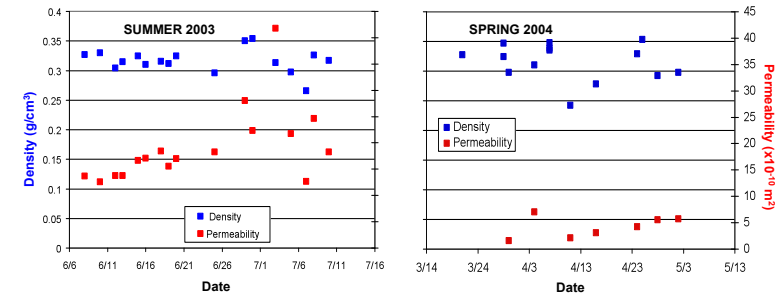 SUMMER 2003
Density (g/cm³)
0.4
0.35
0.3
0.25
0.2
0.15
0.1
0.05
0
Density
Permeability
6/6 6/11 6/16 6/21 6/26 7/1 7/6 7/11 7/16
Date
SPRING 2004
Density
Permeability
45
40
35
30
25
20
15
10
5
0
Permeability (x10⁻¹⁰ m²)
3/14 3/24 4/3 4/13 4/23 5/3 5/13
Date